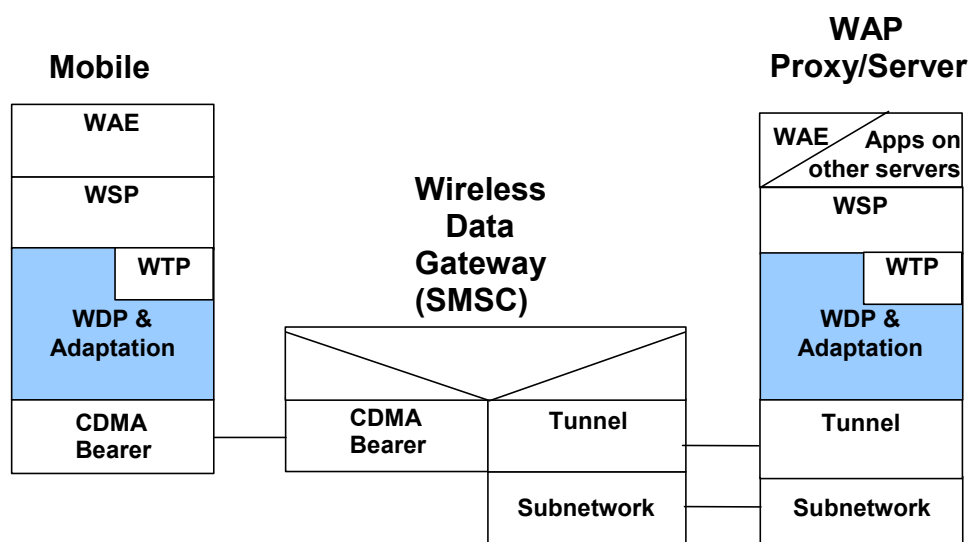 Mobile
WAE
WSP
WTP
WDP &
Adaptation
CDMA
Bearer
Wireless
Data
Gateway
(SMSC)
CDMA
Bearer
Tunnel
Subnetwork
WAP
Proxy/Server
WAE
Apps on
other servers
WSP
WTP
WDP &
Adaptation
Tunnel
Subnetwork